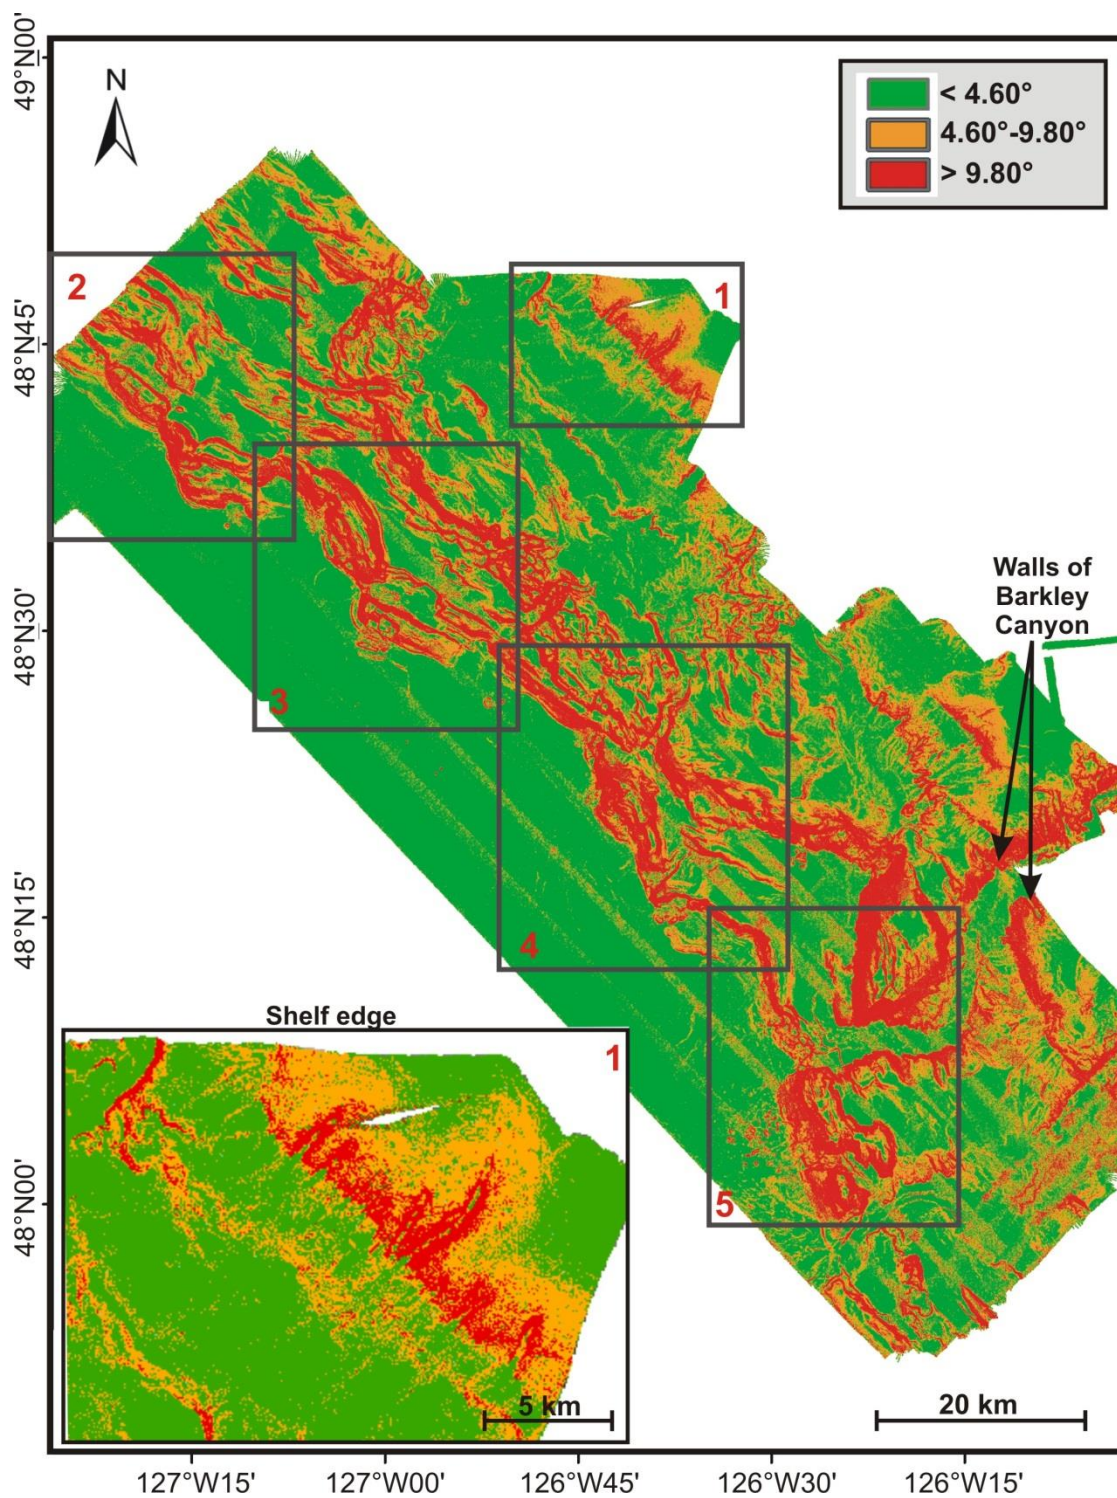 49°N00'
N
< 4.60°
4.60°-9.80°
> 9.80°
2
1
48°N45'
Walls of
Barkley
Canyon
48°N30'
3
4
48°N15'
Shelf edge
1
5
48°N00'
5 km
20 km
127°W15'
127°W00'
126°W45'
126°W30'
126°W15'